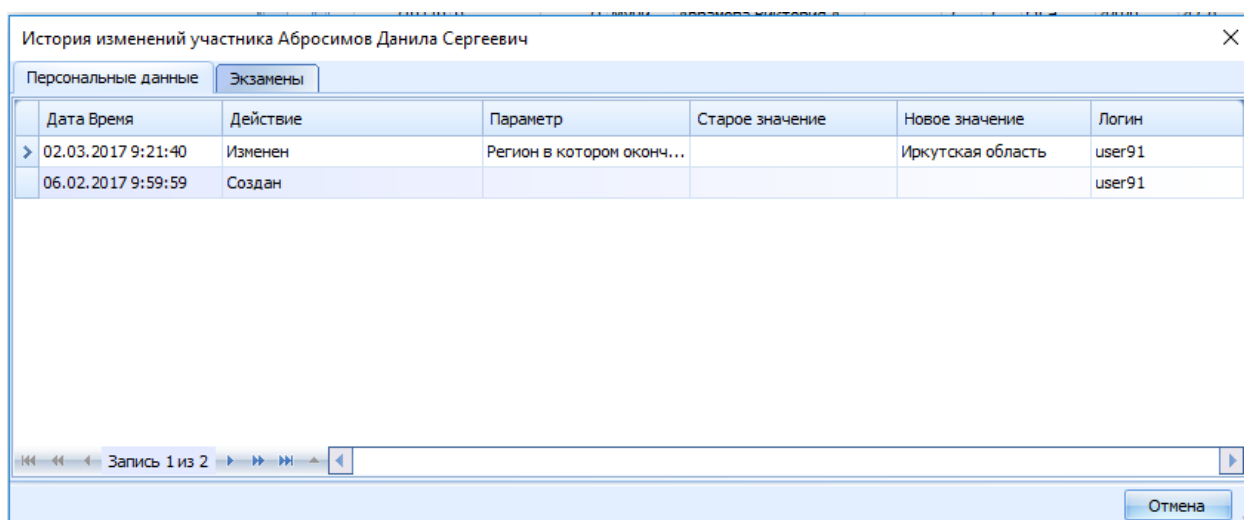 История изменений участника Абросимов Данила Сергеевич
Персональные данные Экзамены
Дата Время Действие Параметр Старое значение Новое значение Логин
02.03.2017 9:21:40 Изменен Регион в котором оконч... Иркутская область user91
06.02.2017 9:59:59 Создан user91
Запись 1 из 2
Отмена